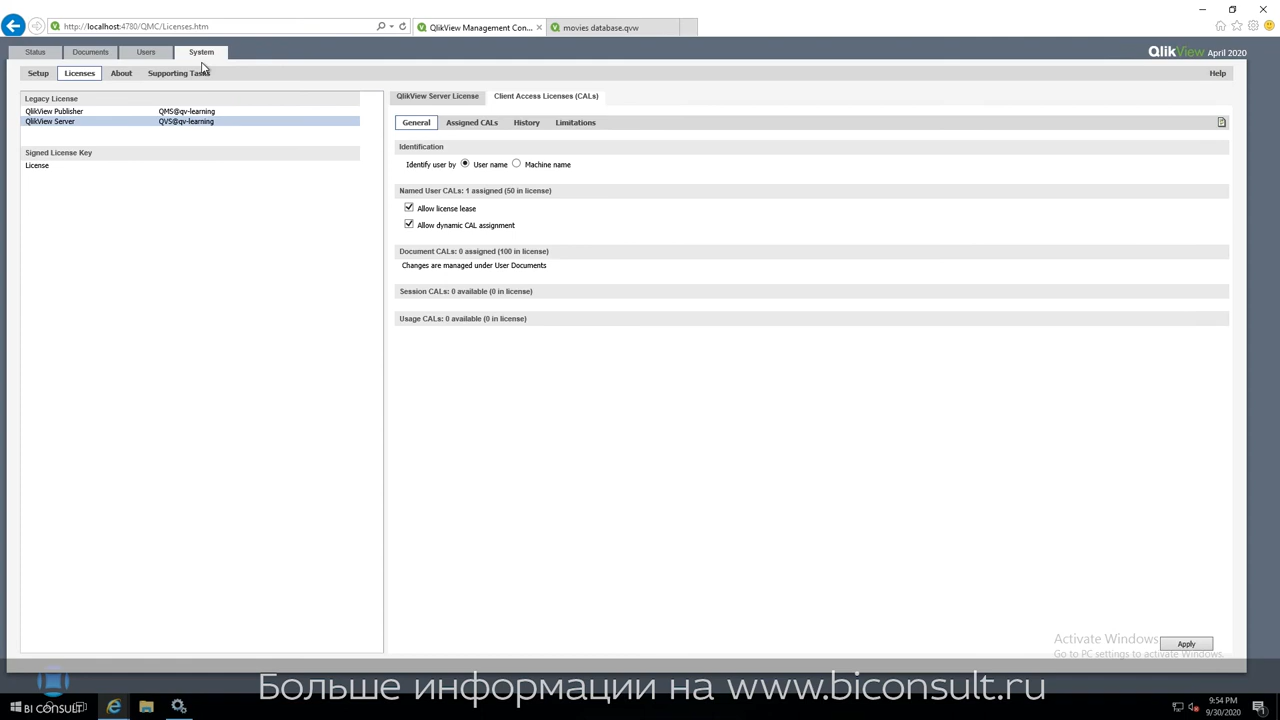 http://localhost:4780/QMC/Licenses.htm
QlikView Management Con...
movies database.qvw
Status
Documents
Users
System
QlikView April 2020
Setup
Licenses
About
Supporting Tasks
Help
Legacy License
QlikView Publisher QMS@qv-learning
QlikView Server QVS@qv-learning
Signed License Key
License
QlikView Server License
Client Access Licenses (CALs)
General
Assigned CALs
History
Limitations
Identification
Identify user by User name Machine name
Named User CALs: 1 assigned (50 in license)
Allow license lease
Allow dynamic CAL assignment
Document CALs: 0 assigned (100 in license)
Changes are managed under User Documents
Session CALs: 0 available (0 in license)
Usage CALs: 0 available (0 in license)
Activate Windows
Go to PC settings to activate Windows.
Apply
Больше информации на www.biconsult.ru
BI CONSULT
9:54 PM
9/30/2020